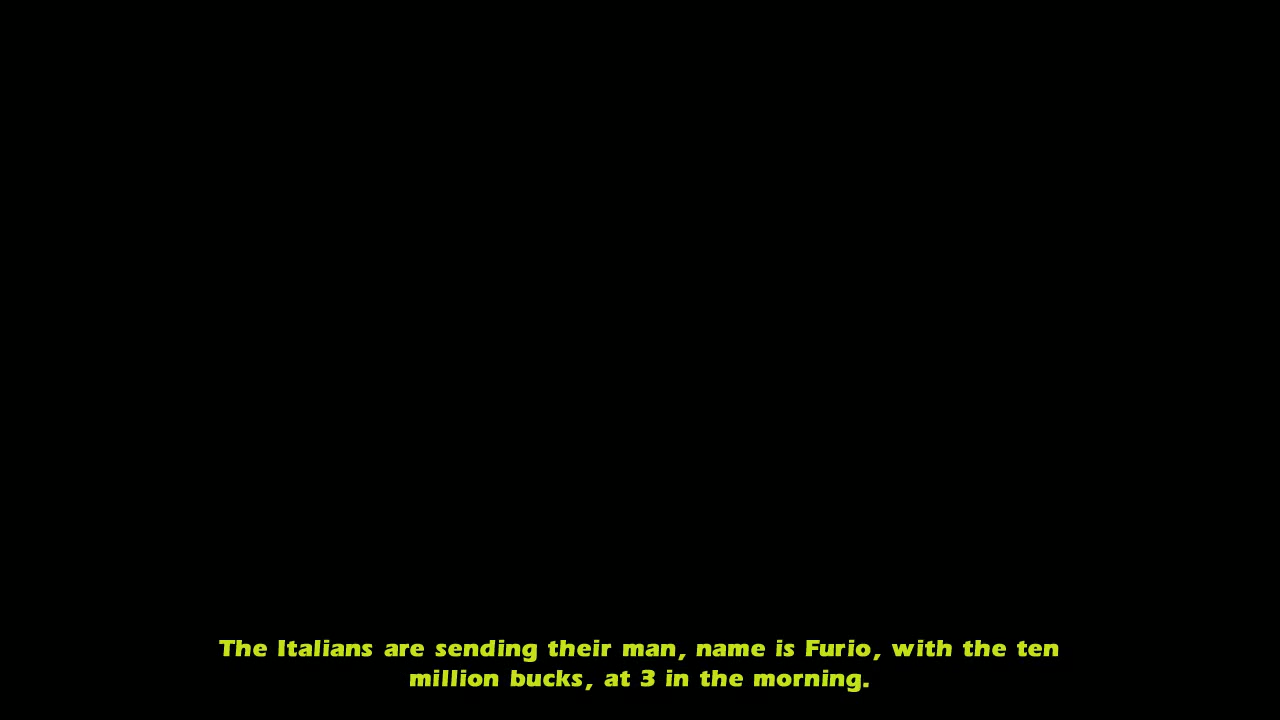 The Italians are sending their man, name is Furio, with the ten
million bucks, at 3 in the morning.